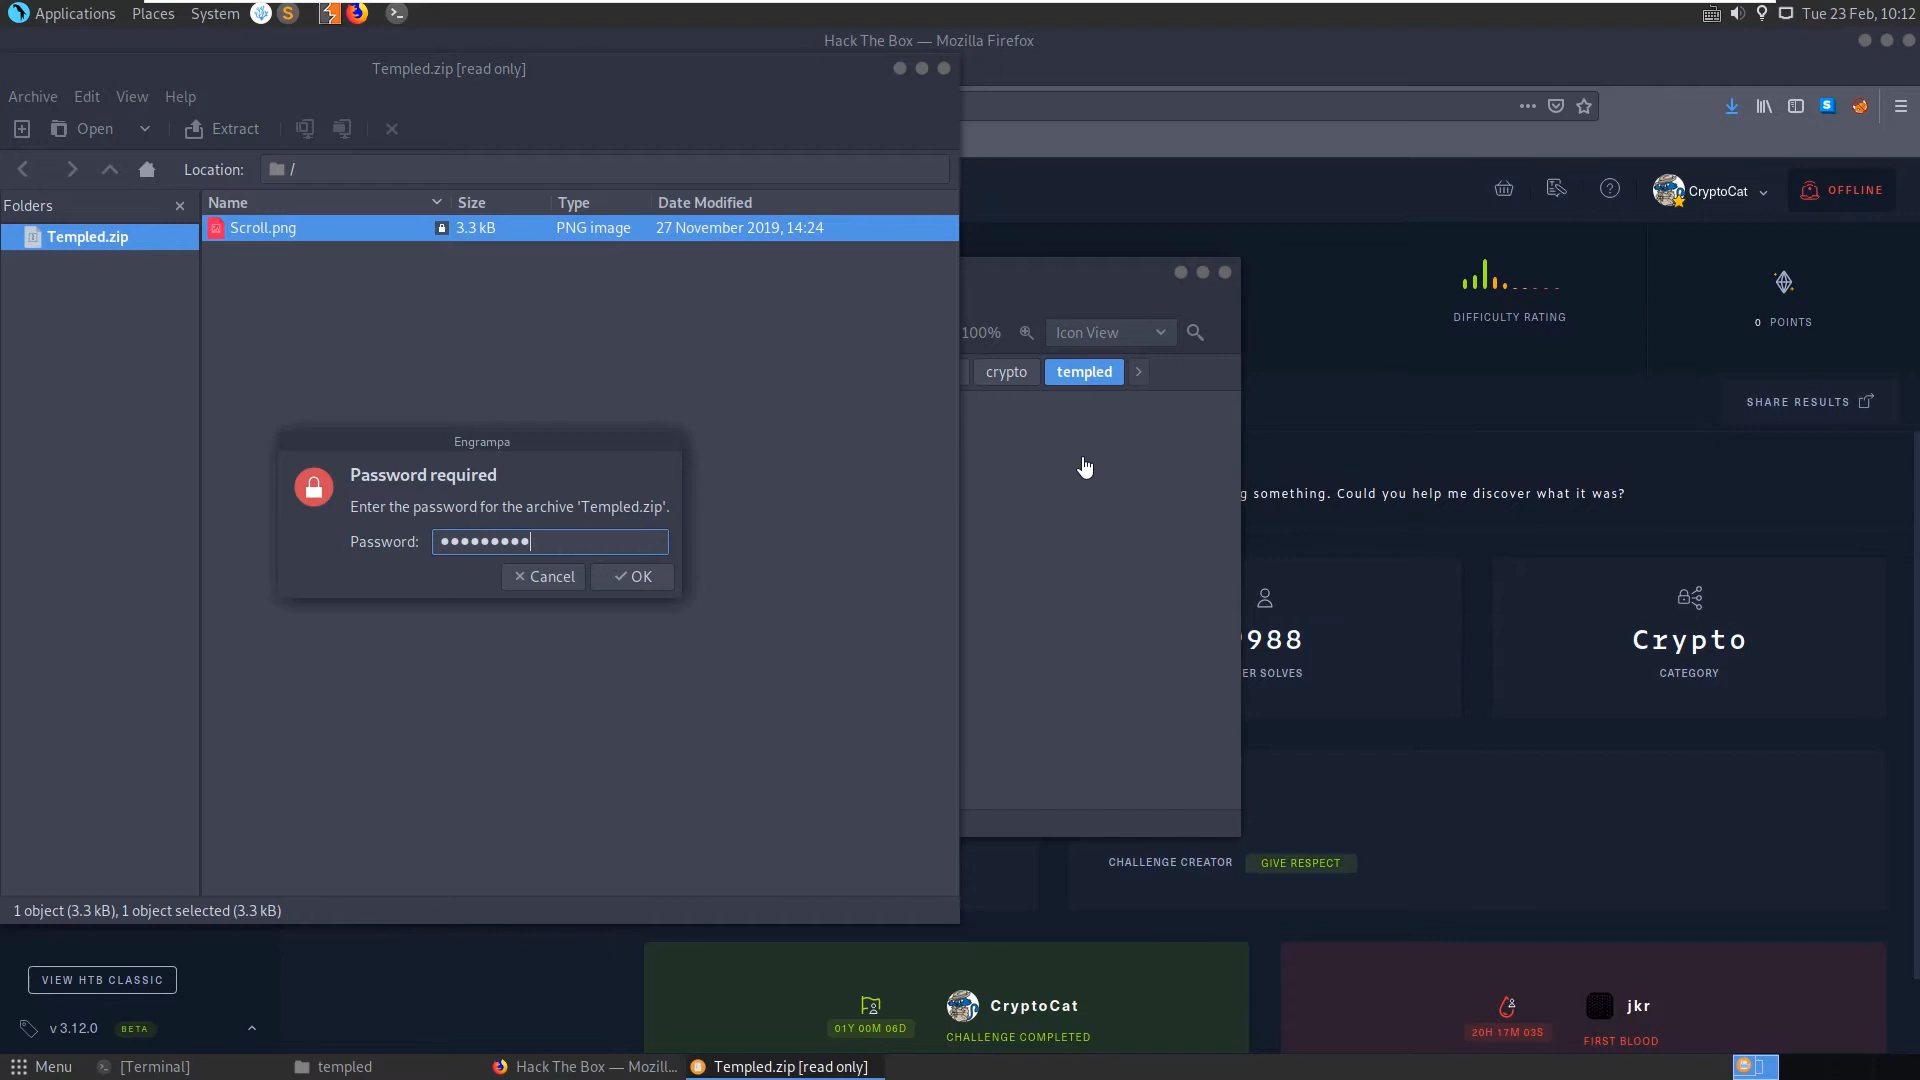 Applications Places System
Tue 23 Feb, 10:12
Hack The Box — Mozilla Firefox
Templed.zip [read only]
Archive Edit View Help
Open Extract
Location: /
Folders
Templed.zip
Name Size Type Date Modified
Scroll.png 3.3 kB PNG image 27 November 2019, 14:24
CryptoCat
OFFLINE
DIFFICULTY RATING
0 POINTS
100% Icon View
crypto templed
SHARE RESULTS
Engrampa
Password required
Enter the password for the archive 'Templed.zip'.
Password:
Cancel OK
something. Could you help me discover what it was?
988
SOLVES
Crypto
CATEGORY
CHALLENGE CREATOR GIVE RESPECT
1 object (3.3 kB), 1 object selected (3.3 kB)
VIEW HTB CLASSIC
v 3.12.0 BETA
01Y 00M 06D
CryptoCat
CHALLENGE COMPLETED
20H 17M 03S
jkr
FIRST BLOOD
Menu [Terminal] templed Hack The Box — Mozill... Templed.zip [read only]